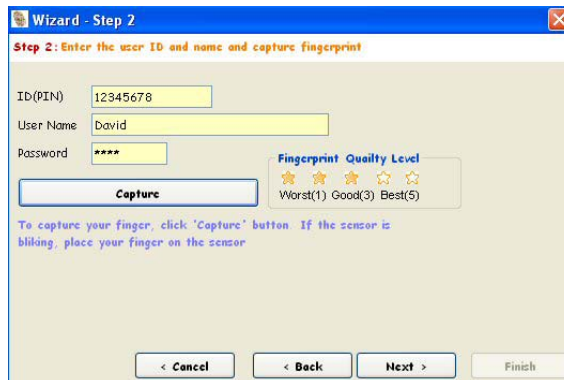 Wizard - Step 2
Step 2: Enter the user ID and name and capture fingerprint
ID(PIN) 12345678
User Name David
Password ****
Fingerprint Quailty Level
Worst(1) Good(3) Best(5)
Capture
To capture your finger, click 'Capture' button. If the sensor is
bliking, place your finger on the sensor
< Cancel < Back Next > Finish